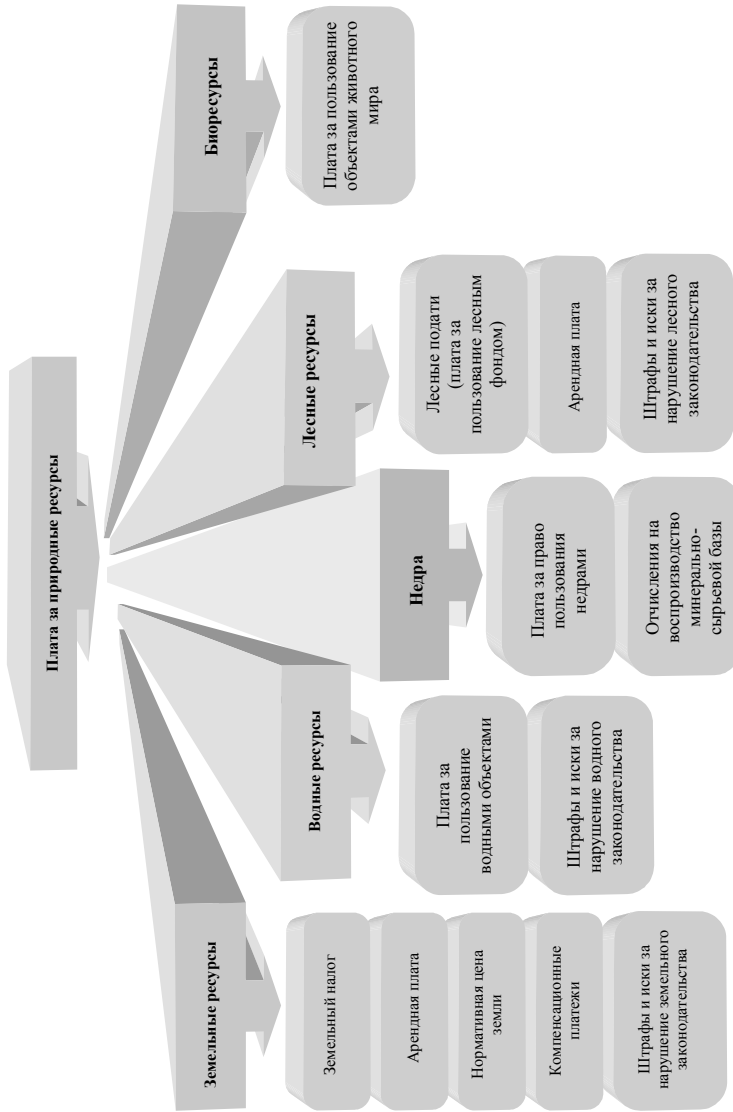 Плата за природные ресурсы
Земельные ресурсы
Земельный налог
Арендная плата
Нормативная цена
земли
Компенсационные
платежи
Штрафы и иски за
нарушение земельного
законодательства
Водные ресурсы
Плата за
пользование
водными объектами
Штрафы и иски за
нарушение водного
законодательства
Недра
Плата за право
пользования
недрами
Отчисления на
воспроизводство
минерально-
сырьевой базы
Лесные ресурсы
Лесные подати
(плата за
пользование лесным
фондом)
Арендная плата
Штрафы и иски за
нарушение лесного
законодательства
Биоресурсы
Плата за пользование
объектами животного
мира